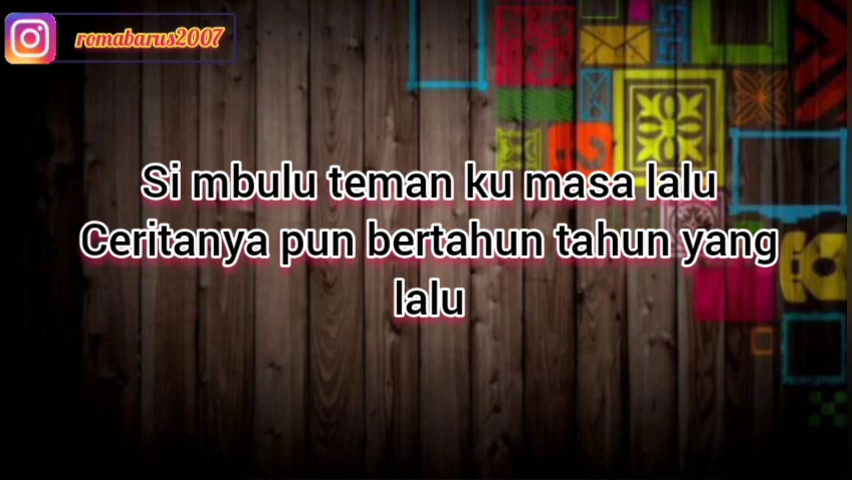 romabarus2007
Si mbulu teman ku masa lalu
Ceritanya pun bertahun tahun yang
lalu